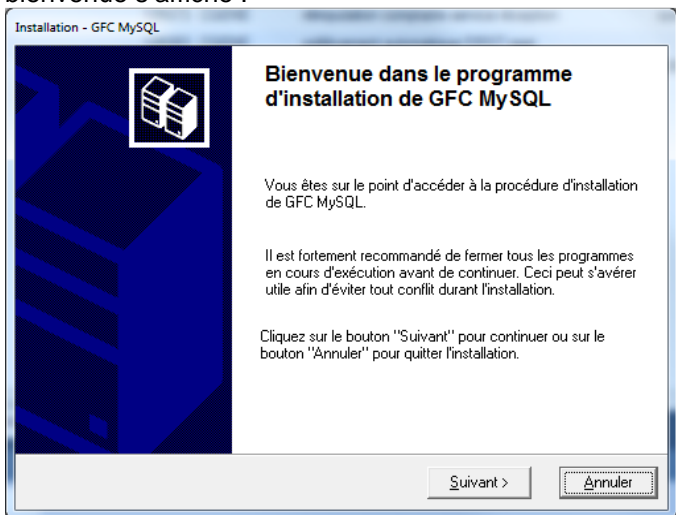 bienvenue s'affiche :
Installation - GFC MySQL
Bienvenue dans le programme
d'installation de GFC MySQL
Vous êtes sur le point d'accéder à la procédure d'installation
de GFC MySQL.
Il est fortement recommandé de fermer tous les programmes
en cours d'exécution avant de continuer. Ceci peut s'avérer
utile afin d'éviter tout conflit durant l'installation.
Cliquez sur le bouton "Suivant" pour continuer ou sur le
bouton "Annuler" pour quitter l'installation.
Suivant > Annuler